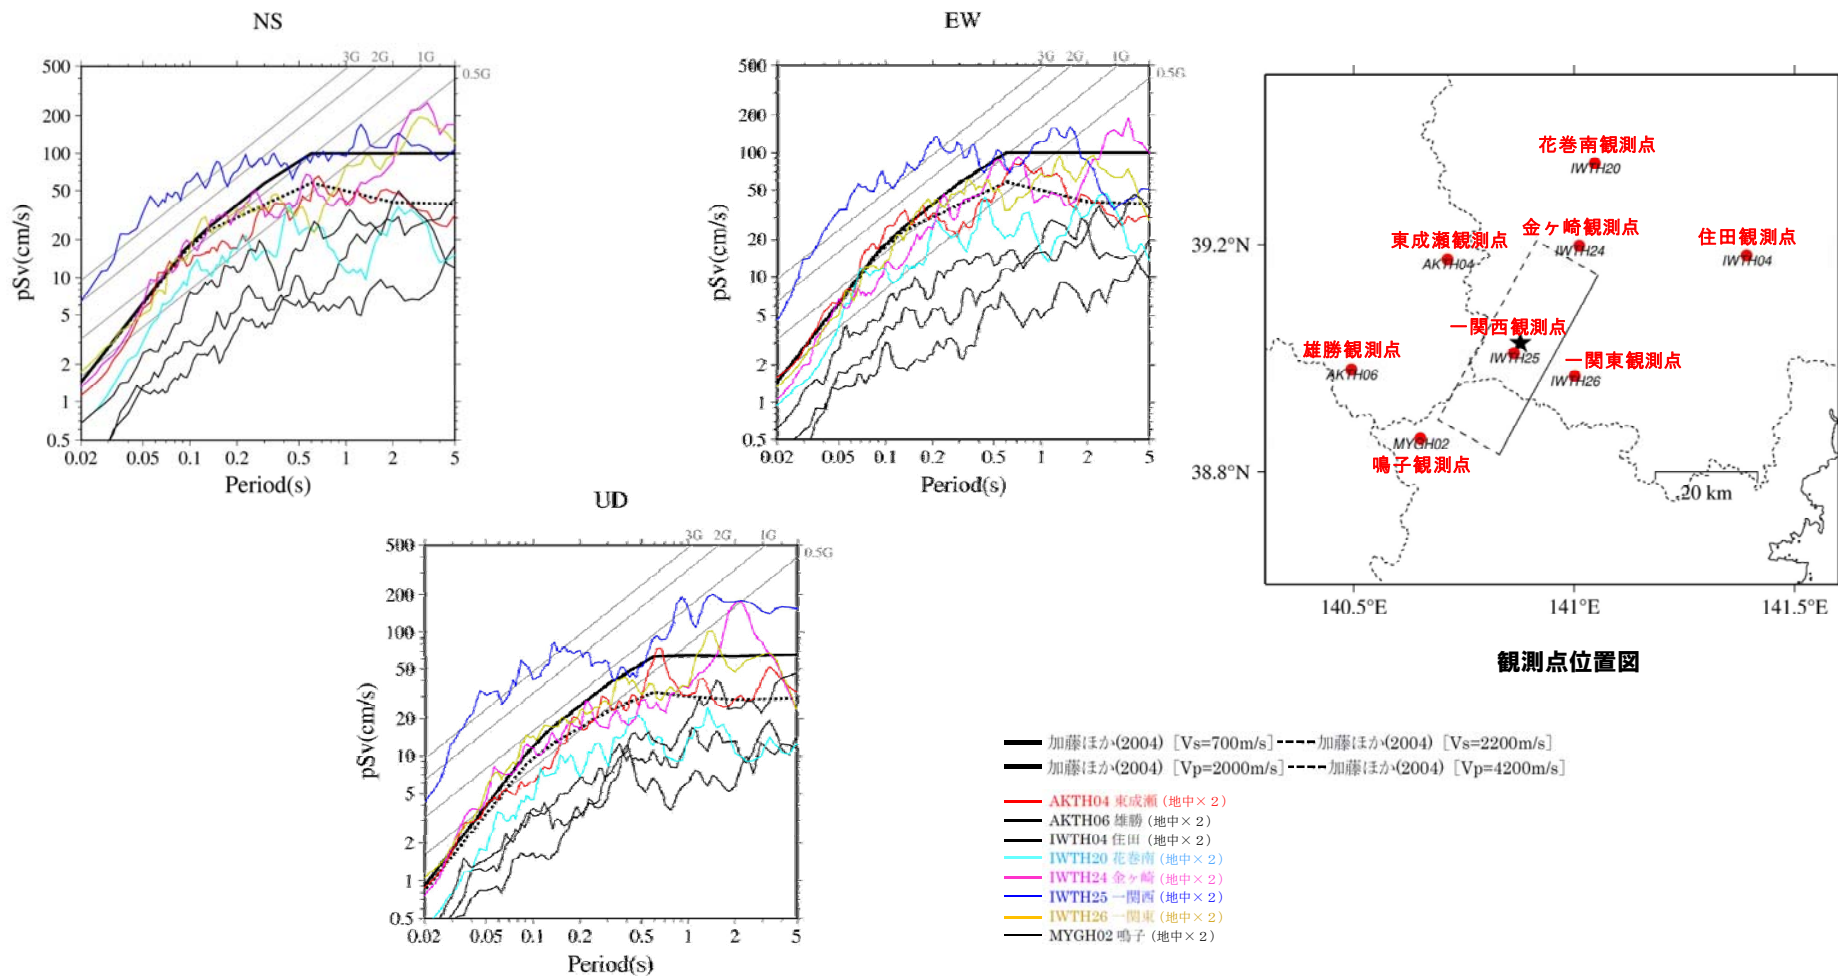 NS
3G 2G 1G
0.5G
500
200
100
50
20
10
5
2
1
0.5
pSv(cm/s)
0.02 0.05 0.1 0.2 0.5 1 2 5
Period(s)
EW
3G 2G 1G
0.5G
500
200
100
50
20
10
5
2
1
0.5
pSv(cm/s)
0.02 0.05 0.1 0.2 0.5 1 2 5
Period(s)
UD
3G 2G 1G
0.5G
500
200
100
50
20
10
5
2
1
0.5
pSv(cm/s)
0.02 0.05 0.1 0.2 0.5 1 2 5
Period(s)
花巻南観測点
IWTH20
金ヶ崎観測点
IWTH24
東成瀬観測点
AKTH04
住田観測点
IWTH04
39.2°N
一関西観測点
IWTH25
雄勝観測点
AKTH06
一関東観測点
IWTH26
MYGH02
鳴子観測点
38.8°N
20 km
140.5°E 141°E 141.5°E
観測点位置図
加藤ほか(2004)[Vs=700m/s] 加藤ほか(2004)[Vs=2200m/s]
加藤ほか(2004)[Vp=2000m/s] 加藤ほか(2004)[Vp=4200m/s]
AKTH04 東成瀬(地中×2)
AKTH06 雄勝(地中×2)
IWTH04 住田(地中×2)
IWTH20 花巻南(地中×2)
IWTH24 金ヶ崎(地中×2)
IWTH25 一関西(地中×2)
IWTH26 一関東(地中×2)
MYGH02 鳴子(地中×2)